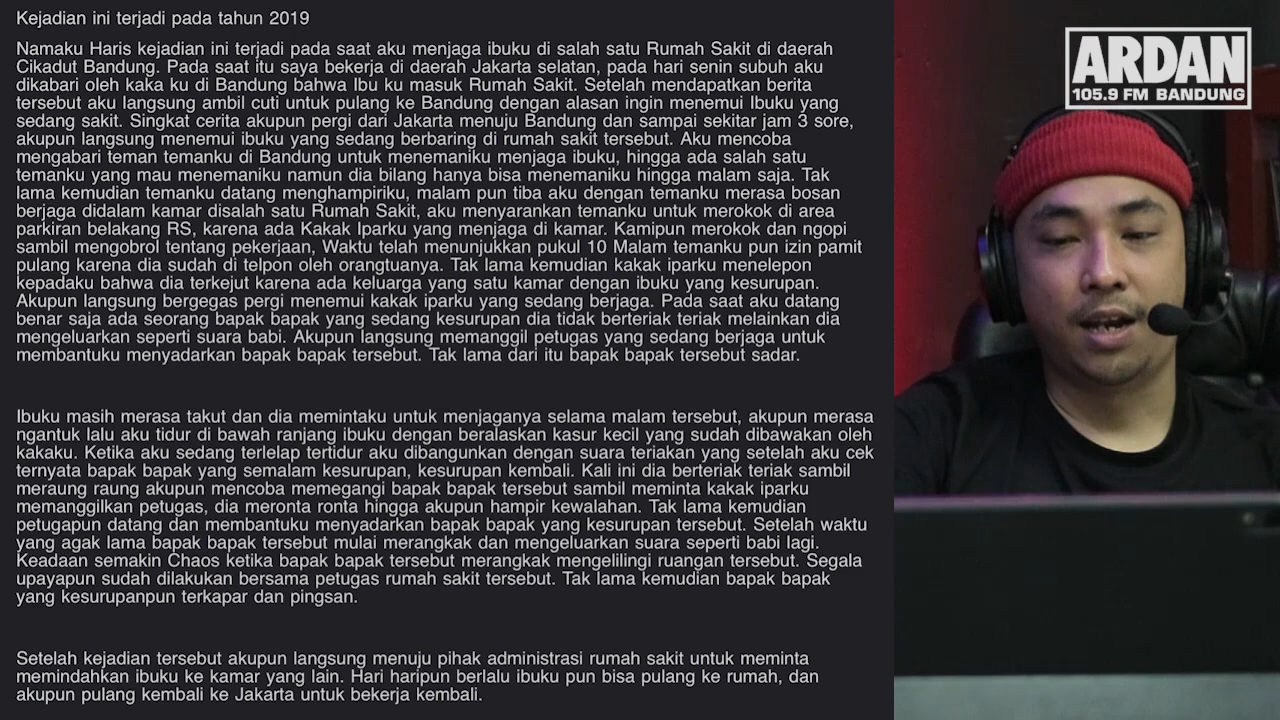 Kejadian ini terjadi pada tahun 2019
Namaku Haris kejadian ini terjadi pada saat aku menjaga ibuku di salah satu Rumah Sakit di daerah
Cikadut Bandung. Pada saat itu saya bekerja di daerah Jakarta selatan, pada hari senin subuh aku
dikabari oleh kaka ku di Bandung bahwa Ibu ku masuk Rumah Sakit. Setelah mendapatkan berita
tersebut aku langsung ambil cuti untuk pulang ke Bandung dengan alasan ingin menemui Ibuku yang
sedang sakit. Singkat cerita akupun pergi dari Jakarta menuju Bandung dan sampai sekitar jam 3 sore,
akupun langsung menemui ibuku yang sedang berbaring di rumah sakit tersebut. Aku mencoba
mengabari teman temanku di Bandung untuk menemaniku menjaga ibuku, hingga ada salah satu
temanku yang mau menemaniku namun dia bilang hanya bisa menemaniku hingga malam saja. Tak
lama kemudian temanku datang menghampiriku, malam pun tiba aku dengan temanku merasa bosan
berjaga didalam kamar disalah satu Rumah Sakit, aku menyarankan temanku untuk merokok di area
parkiran belakang RS, karena ada Kakak Iparku yang menjaga di kamar. Kamipun merokok dan ngopi
sambil mengobrol tentang pekerjaan, Waktu telah menunjukkan pukul 10 Malam temanku pun izin pamit
pulang karena dia sudah di telpon oleh orangtuanya. Tak lama kemudian kakak iparku menelepon
kepadaku bahwa dia terkejut karena ada keluarga yang satu kamar dengan ibuku yang kesurupan.
Akupun langsung bergegas pergi menemui kakak iparku yang sedang berjaga. Pada saat aku datang
benar saja ada seorang bapak bapak yang sedang kesurupan dia tidak berteriak teriak melainkan dia
mengeluarkan seperti suara babi. Akupun langsung memanggil petugas yang sedang berjaga untuk
membantuku menyadarkan bapak bapak tersebut. Tak lama dari itu bapak bapak tersebut sadar.
Ibuku masih merasa takut dan dia memintaku untuk menjaganya selama malam tersebut, akupun merasa
ngantuk lalu aku tidur di bawah ranjang ibuku dengan beralaskan kasur kecil yang sudah dibawakan oleh
kakaku. Ketika aku sedang terlelap tertidur aku dibangunkan dengan suara teriakan yang setelah aku cek
ternyata bapak bapak yang semalam kesurupan, kesurupan kembali. Kali ini dia berteriak teriak sambil
meraung raung akupun mencoba memegangi bapak bapak tersebut sambil meminta kakak iparku
memanggilkan petugas, dia meronta ronta hingga akupun hampir kewalahan. Tak lama kemudian
petugapun datang dan membantuku menyadarkan bapak bapak yang kesurupan tersebut. Setelah waktu
yang agak lama bapak bapak tersebut mulai merangkak dan mengeluarkan suara seperti babi lagi.
Keadaan semakin Chaos ketika bapak bapak tersebut merangkak mengelilingi ruangan tersebut. Segala
upayapun sudah dilakukan bersama petugas rumah sakit tersebut. Tak lama kemudian bapak bapak
yang kesurupanpun terkapar dan pingsan.
Setelah kejadian tersebut akupun langsung menuju pihak administrasi rumah sakit untuk meminta
memindahkan ibuku ke kamar yang lain. Hari haripun berlalu ibuku pun bisa pulang ke rumah, dan
akupun pulang kembali ke Jakarta untuk bekerja kembali.
ARDAN
105.9 FM BANDUNG